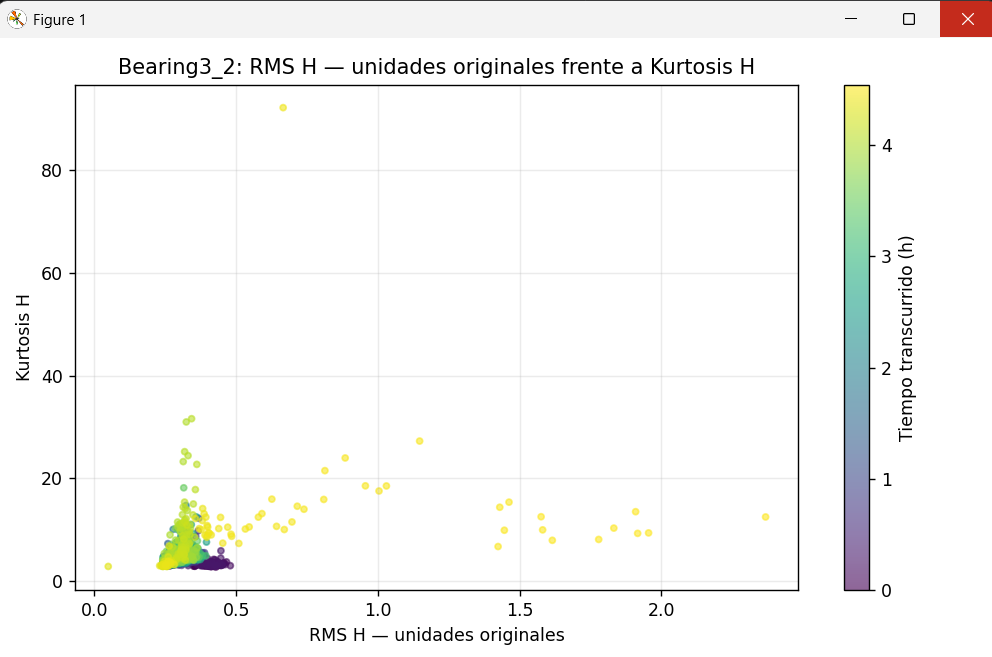 Figure 1
Bearing3_2: RMS H — unidades originales frente a Kurtosis H
Kurtosis H
80
60
40
20
0
0.0 0.5 1.0 1.5 2.0
RMS H — unidades originales
4
3
2
1
0
Tiempo transcurrido (h)